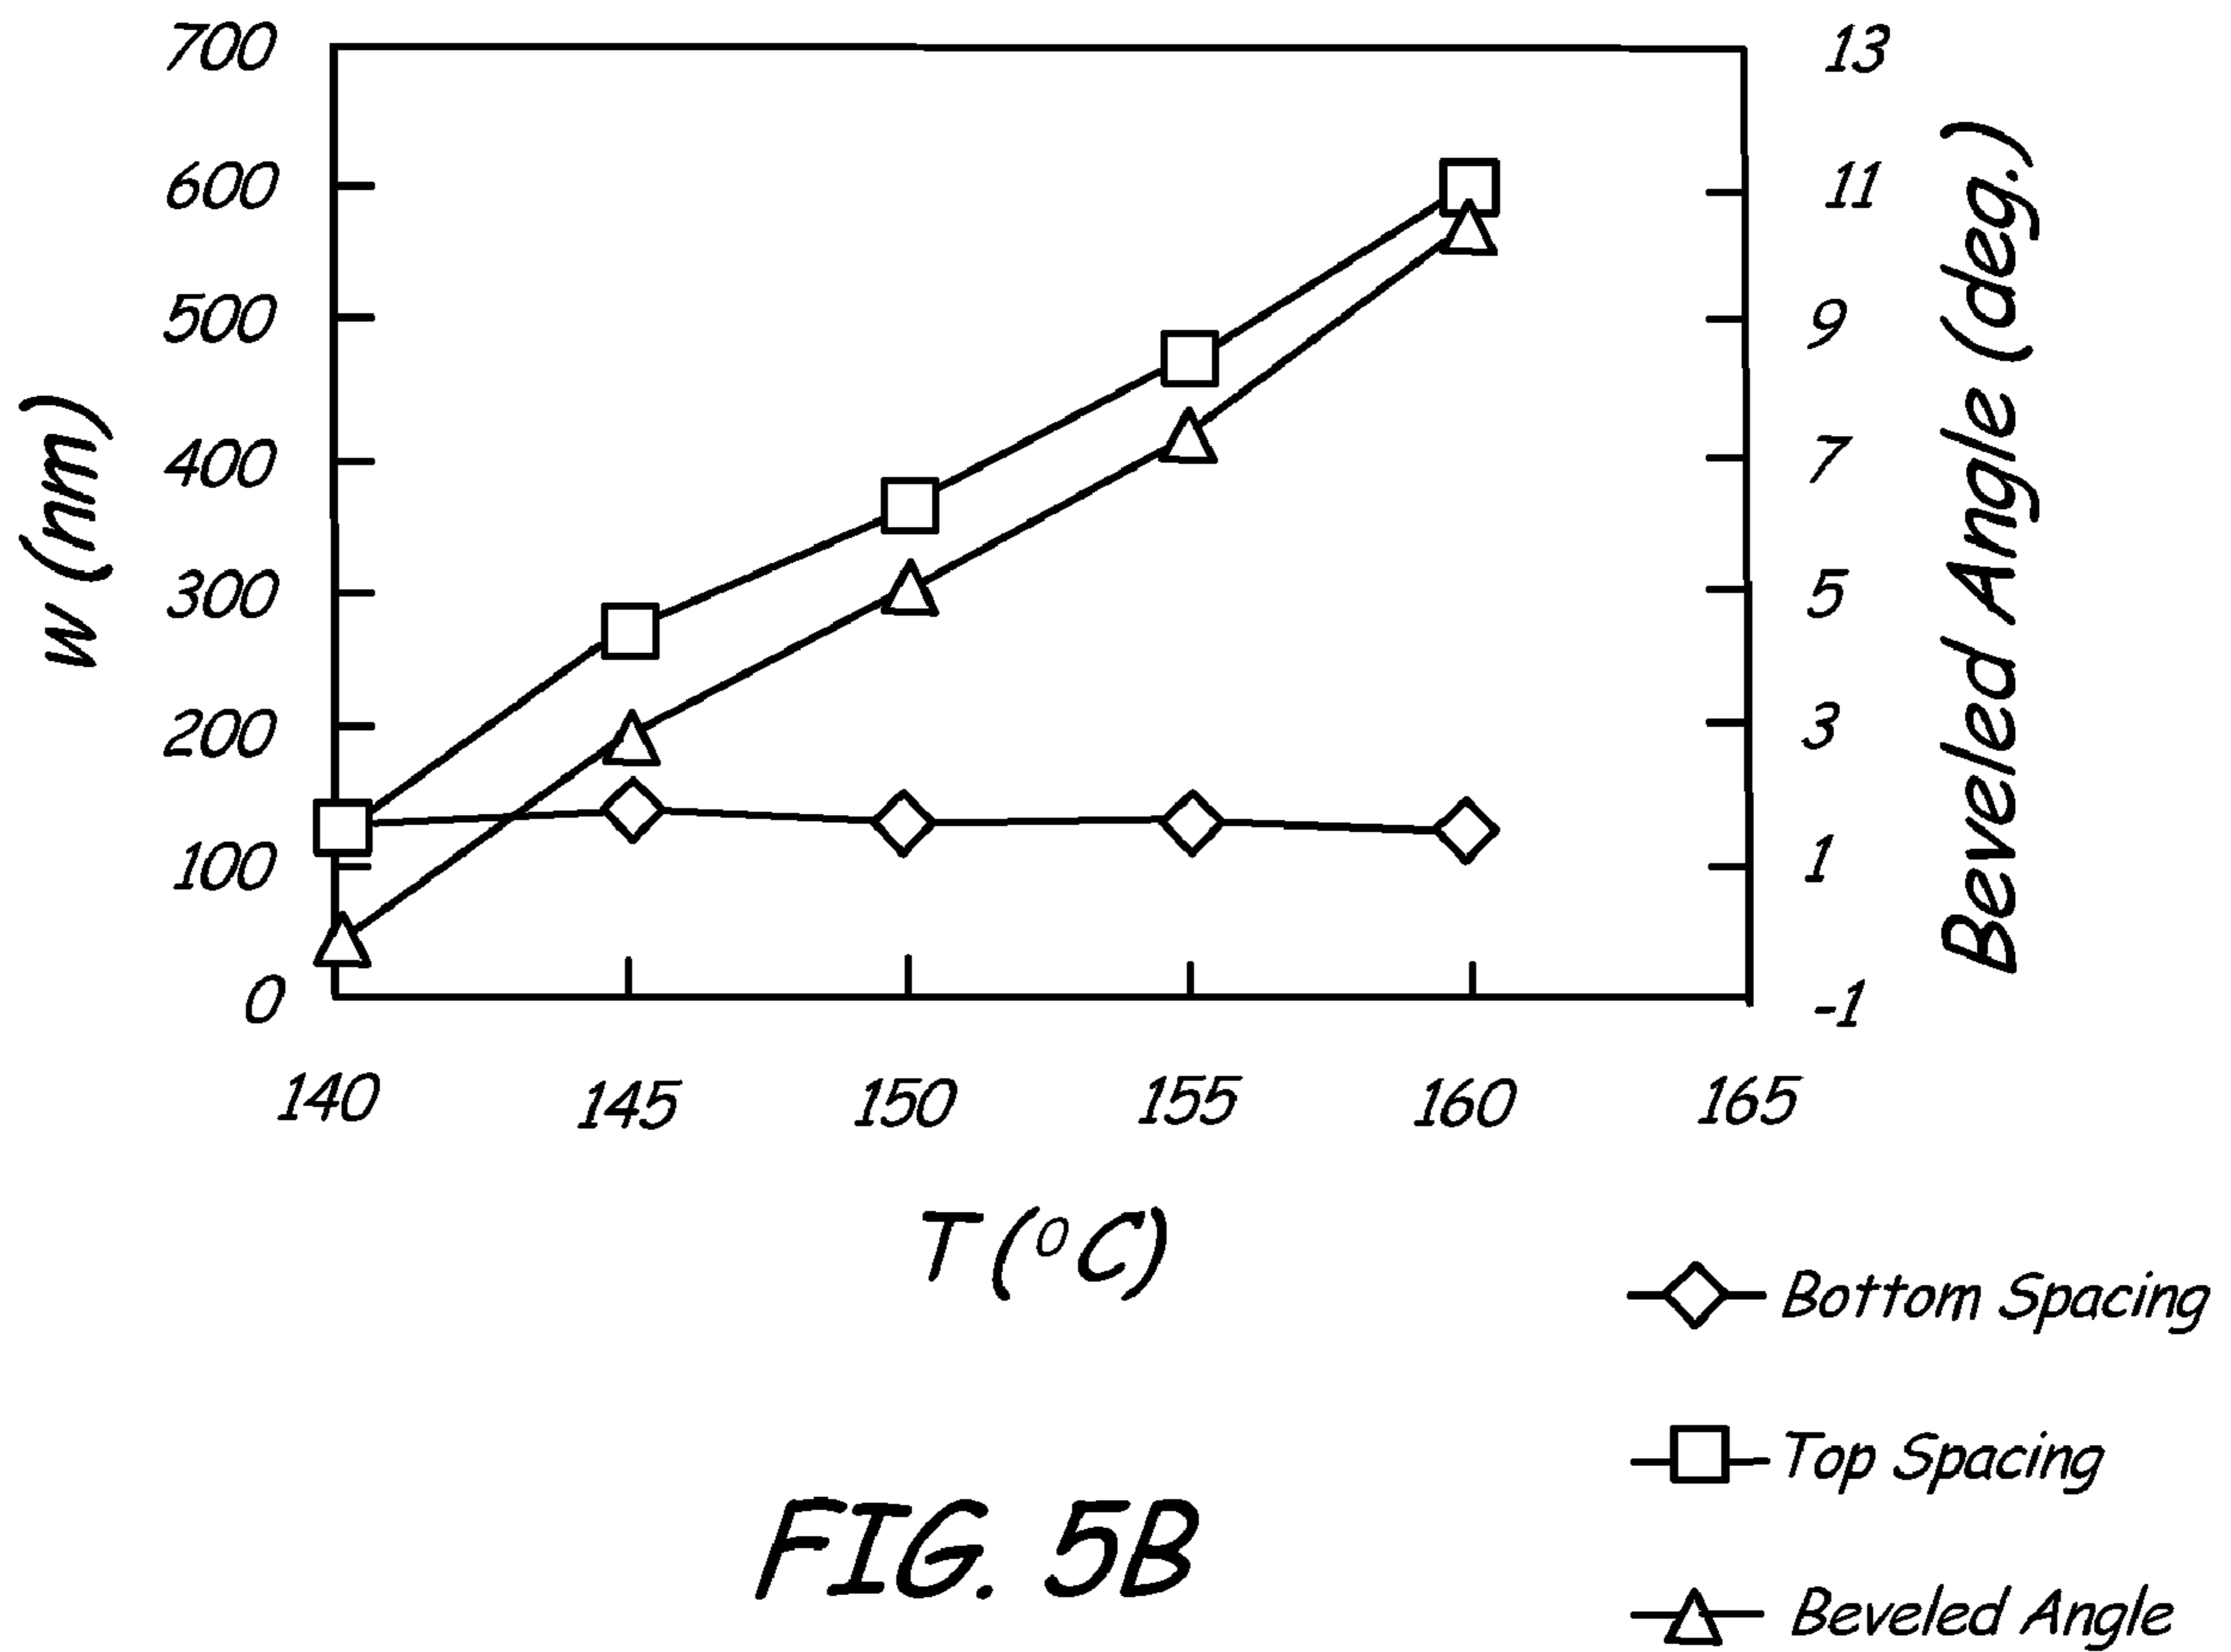 700
600
500
400
300
200
100
0
w (nm)
13
11
9
7
5
3
1
-1
Beveled Angle (deg.)
140 145 150 155 160 165
T (°C)
Bottom Spacing
Top Spacing
Beveled Angle
FIG. 5B